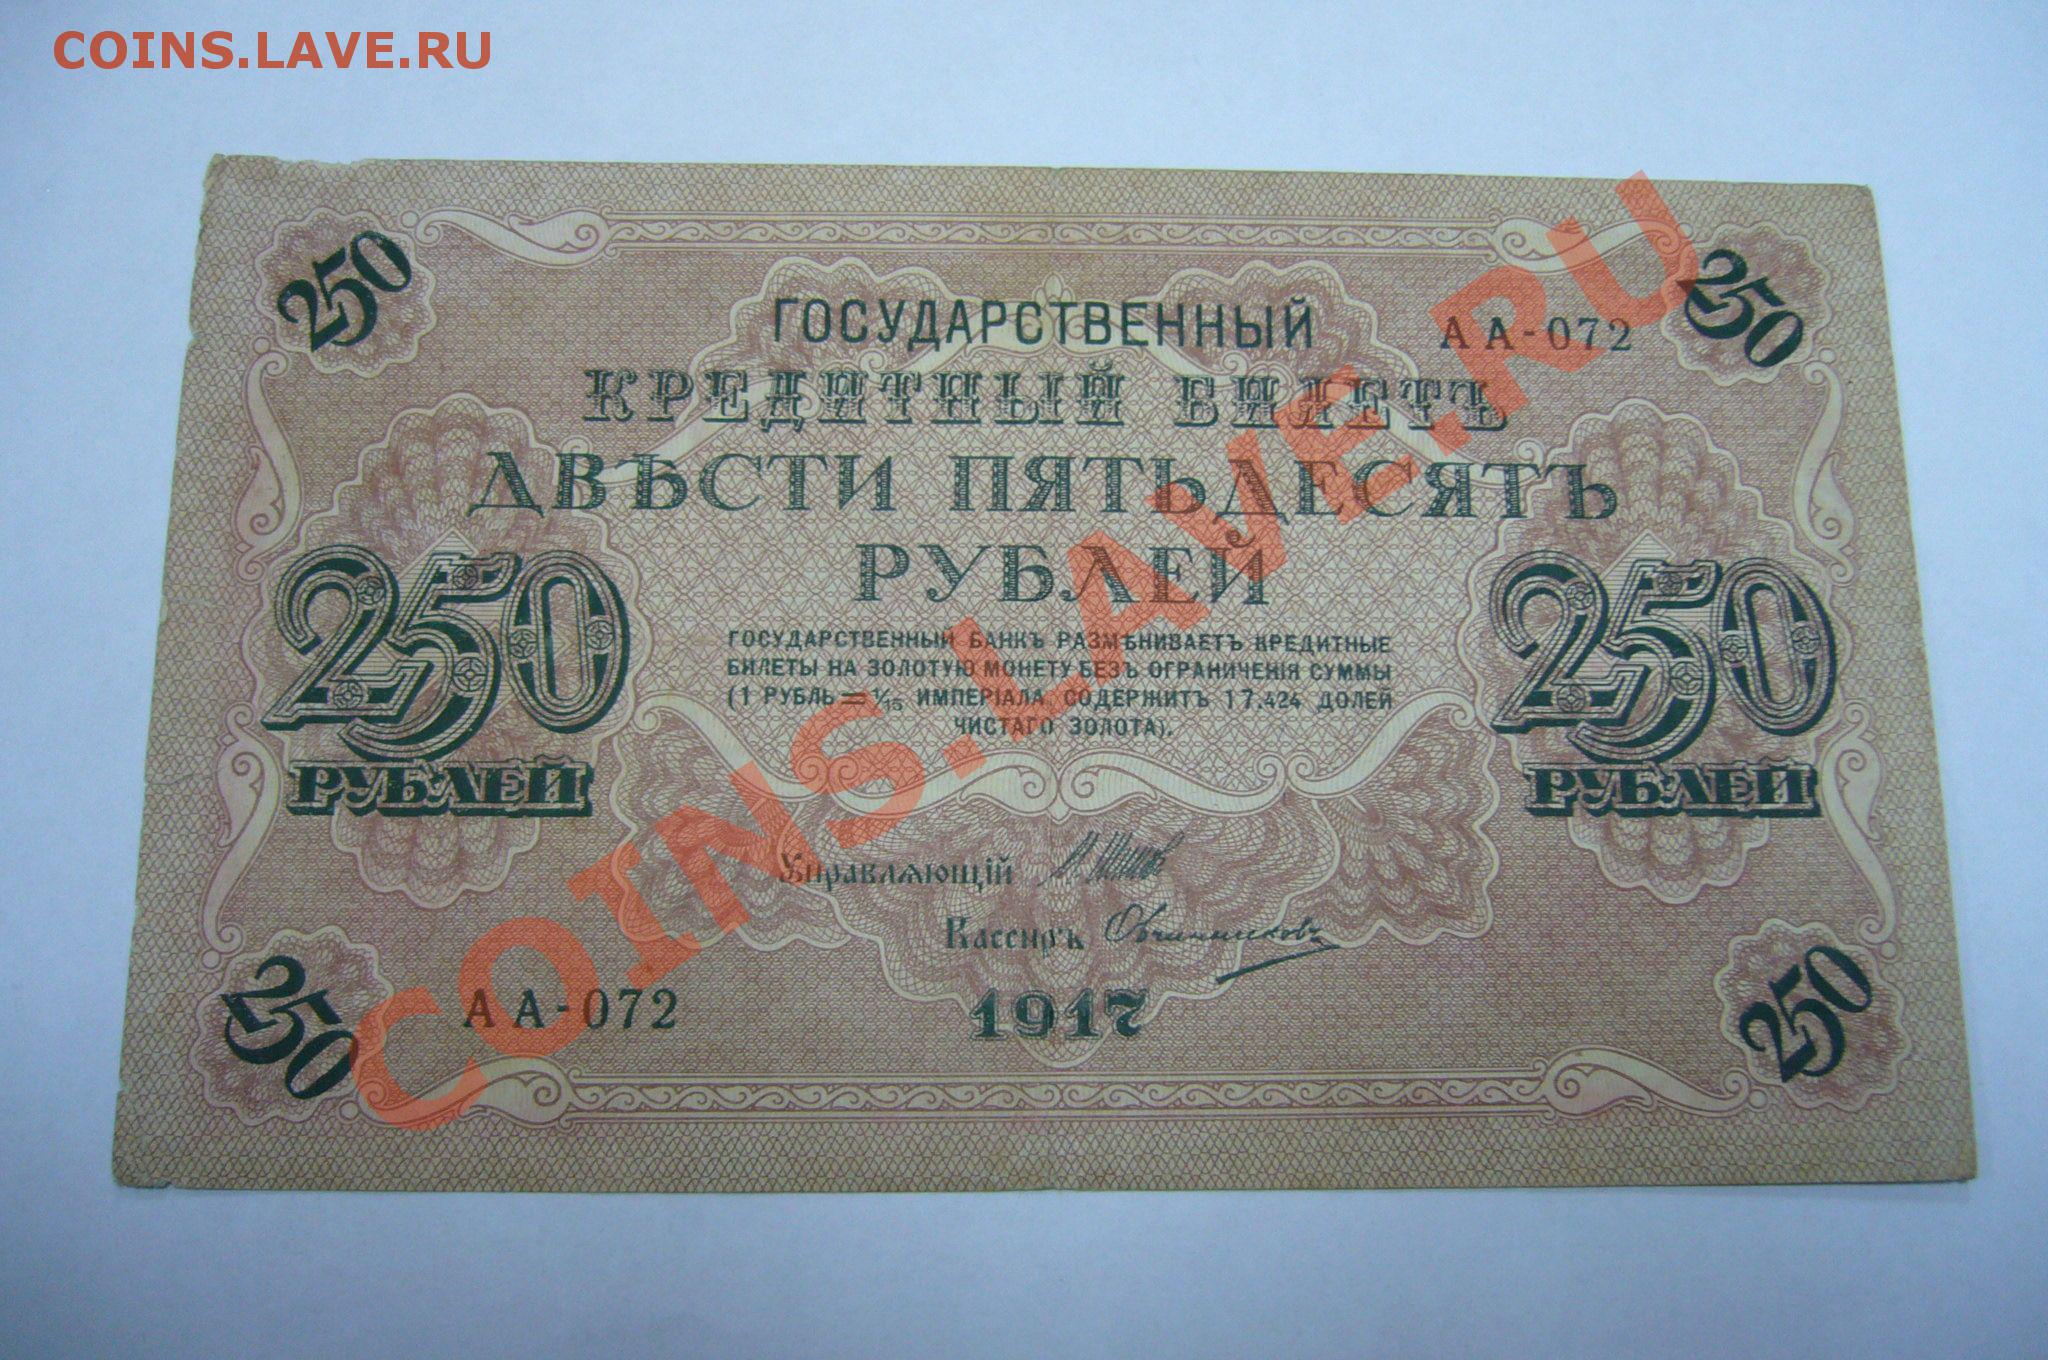 COINS.LAVE.RU
250
250
ГОСУДАРСТВЕННЫЙ
АА-072
КРЕДИТНЫЙ БИЛЕТЪ
ДВѢСТИ ПЯТЬДЕСЯТЪ
РУБЛЕЙ
250
РУБЛЕЙ
250
РУБЛЕЙ
ГОСУДАРСТВЕННЫЙ БАНКЪ РАЗМѢНИВАЕТЪ КРЕДИТНЫЕ
БИЛЕТЫ НА ЗОЛОТУЮ МОНЕТУ БЕЗЪ ОГРАНИЧЕНІЯ СУММЫ
(1 РУБЛЬ = 1/15 ИМПЕРІАЛА, СОДЕРЖИТЪ 17,424 ДОЛЕЙ
ЧИСТАГО ЗОЛОТА).
Управляющій И. Шипов
Кассиръ Овчинниковъ
АА-072
1917
250
250
COINS.LAVE.RU